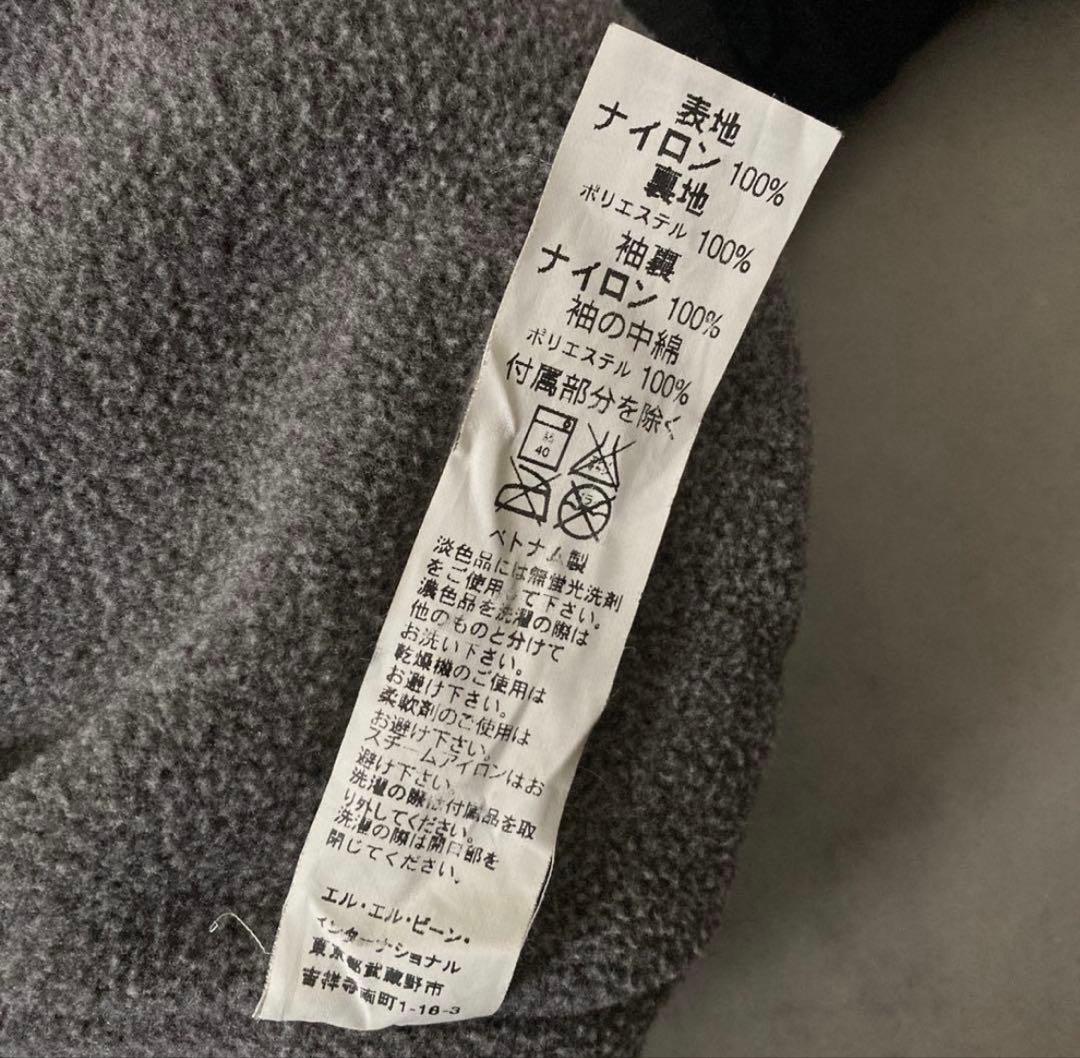 表地
ナイロン 100%
裏地
ポリエステル 100%
袖裏
ナイロン 100%
袖の中綿
ポリエステル 100%
付属部分を除く
40
ベトナム製
淡色品には無蛍光洗剤
をご使用して下さい。
濃色品を洗濯の際は
他のものと分けて
お洗い下さい。
乾燥機のご使用は
お避け下さい。
柔軟剤のご使用は
お避け下さい。
スチームアイロンはお
避け下さい。
洗濯の際は付属品を取
り外してください。
洗濯の際は開口部を
閉じてください。
エル・エル・ビーン・
インターナショナル
東京都武蔵野市
吉祥寺南町1-16-3